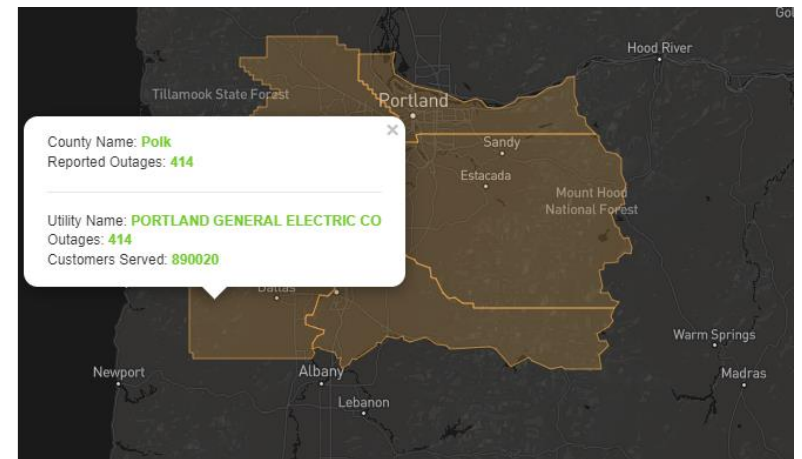 Go
Hood River
Tillamook State Forest
Portland
×
County Name: Polk
Reported Outages: 414
Sandy
Estacada
Mount Hood
National Forest
Utility Name: PORTLAND GENERAL ELECTRIC CO
Outages: 414
Customers Served: 890020
Dallas
Warm Springs
Newport
Albany
Madras
Lebanon